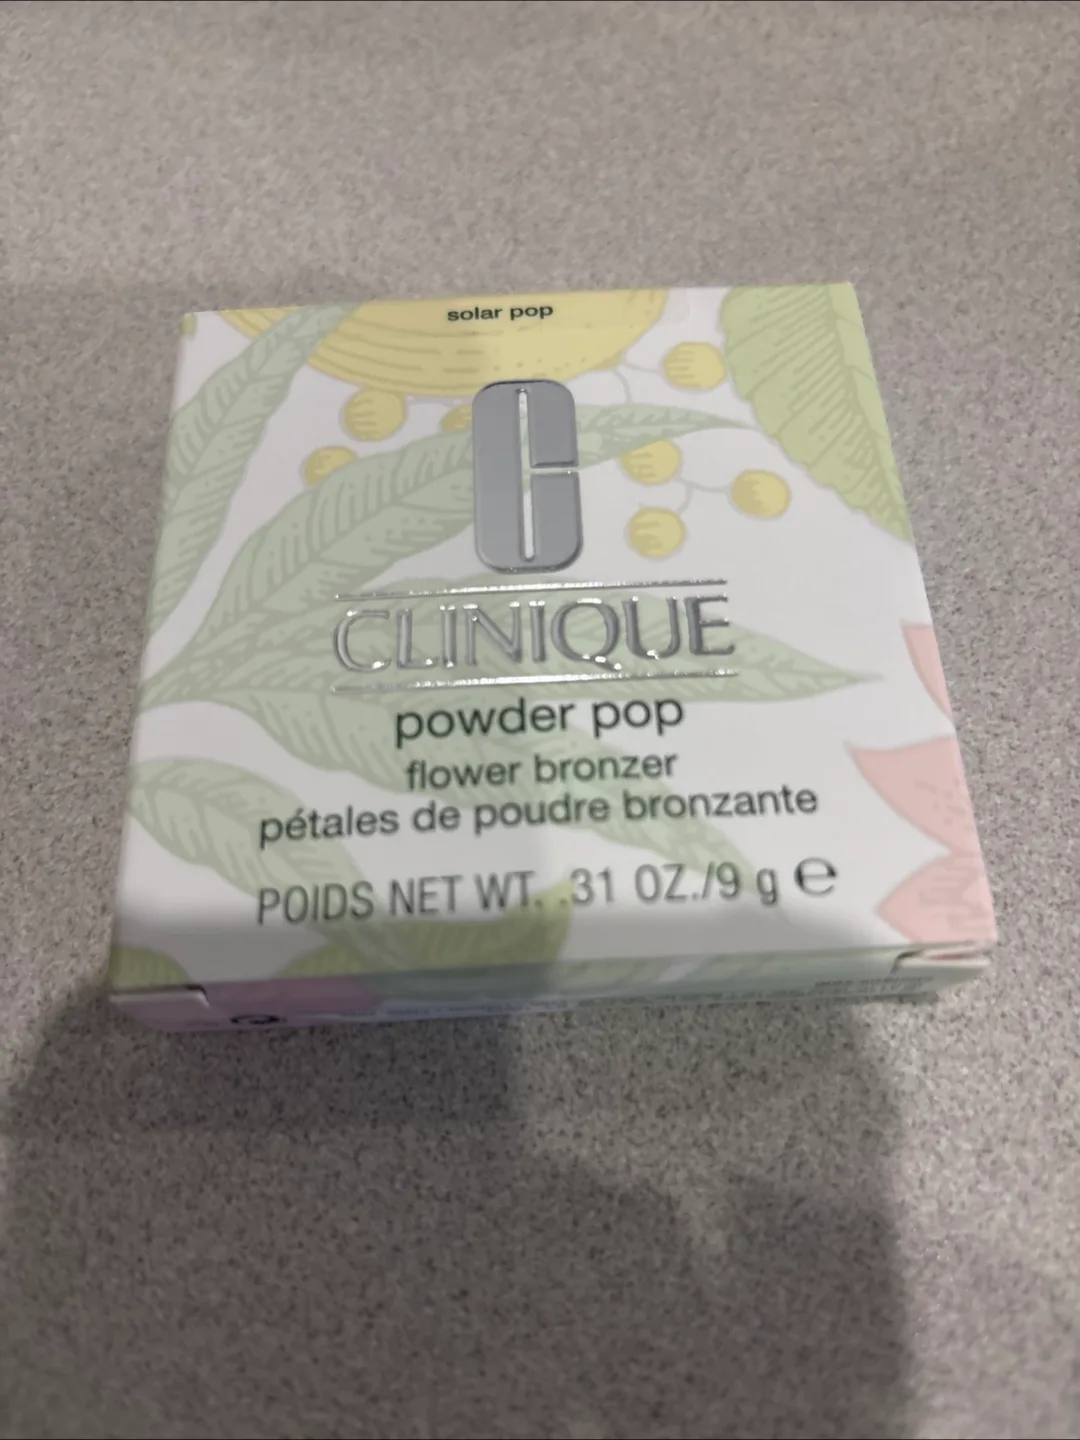 solar pop
CLINIQUE
powder pop
flower bronzer
pétales de poudre bronzante
POIDS NET WT. .31 OZ./9 g ℮